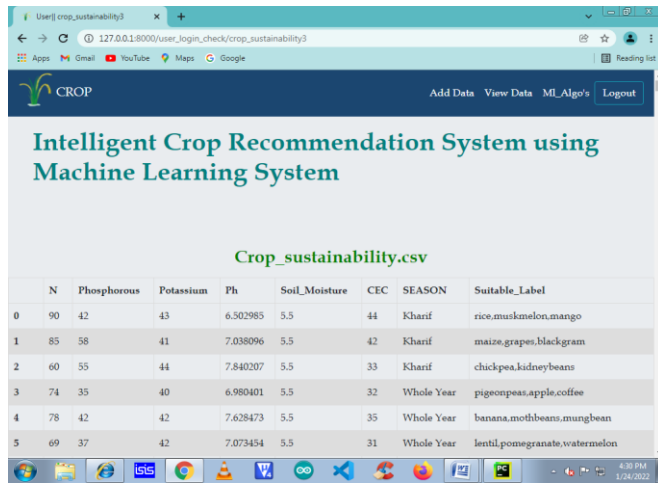 User|| crop_sustainability3
127.0.0.1:8000/user_login_check/crop_sustainability3
Apps Gmail YouTube Maps Google Reading list
CROP Add Data View Data Ml_Algo's Logout
Intelligent Crop Recommendation System using
Machine Learning System
Crop_sustainability.csv
N Phosphorous Potassium Ph Soil_Moisture CEC SEASON Suitable_Label
0 90 42 43 6.502985 5.5 44 Kharif rice,muskmelon,mango
1 85 58 41 7.038096 5.5 42 Kharif maize,grapes,blackgram
2 60 55 44 7.840207 5.5 33 Kharif chickpea,kidneybeans
3 74 35 40 6.980401 5.5 32 Whole Year pigeonpeas,apple,coffee
4 78 42 42 7.628473 5.5 35 Whole Year banana,mothbeans,mungbean
5 69 37 42 7.073454 5.5 31 Whole Year lentil,pomegranate,watermelon
isis PC 4:30 PM
1/24/2022